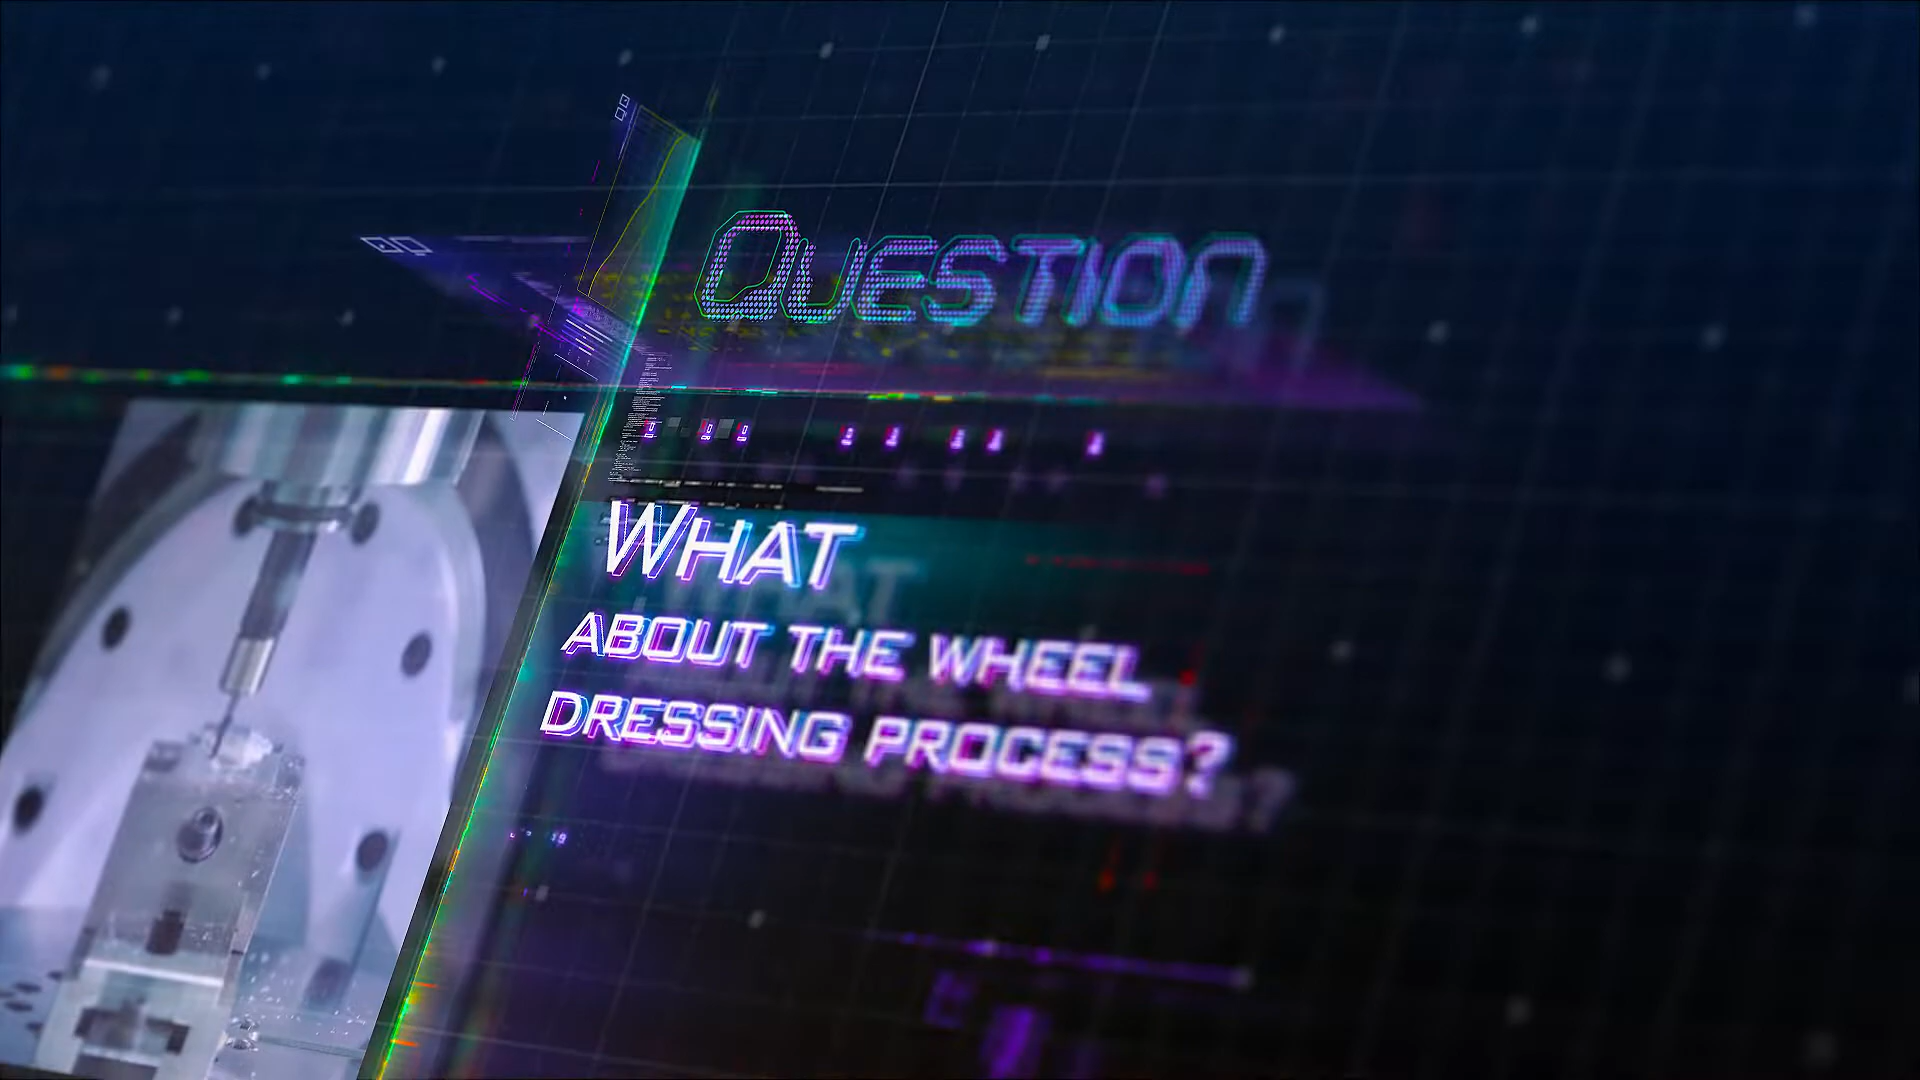 Question
What
about the wheel
dressing process?